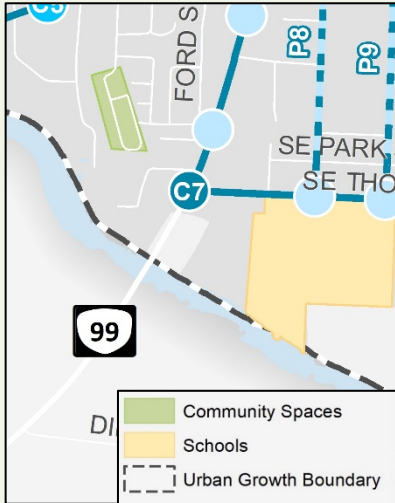 C5
FORD S
P8
P9
SE PARK
SE THO
C7
99
DI
Community Spaces
Schools
Urban Growth Boundary